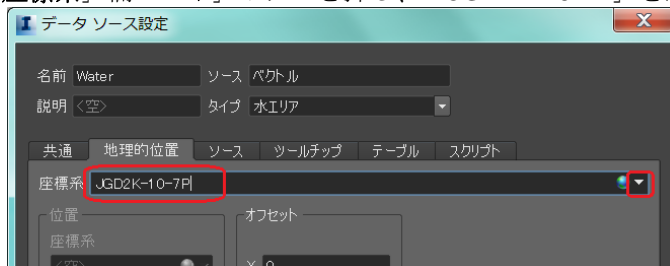 データ ソース設定
名前 Water ソース ベクトル
説明 <空> タイプ 水エリア
共通 地理的位置 ソース ツールチップ テーブル スクリプト
座標系 JGD2K-10-7P
位置 オフセット
座標系
<空> X 0